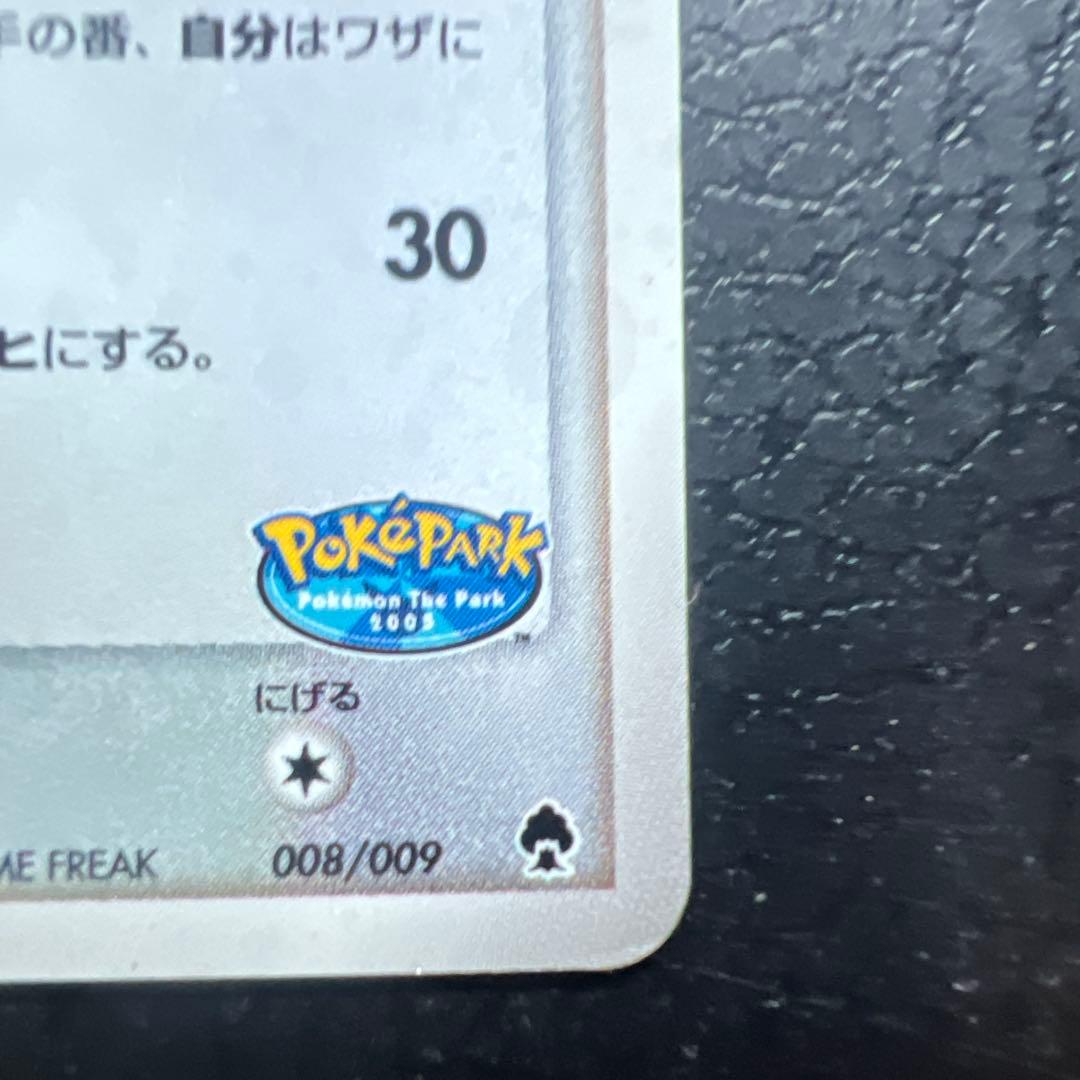 の番、自分はワザに
30
ヒにする。
PoKéPARK
Pokémon The Park
2005
TM
にげる
ME FREAK
008/009